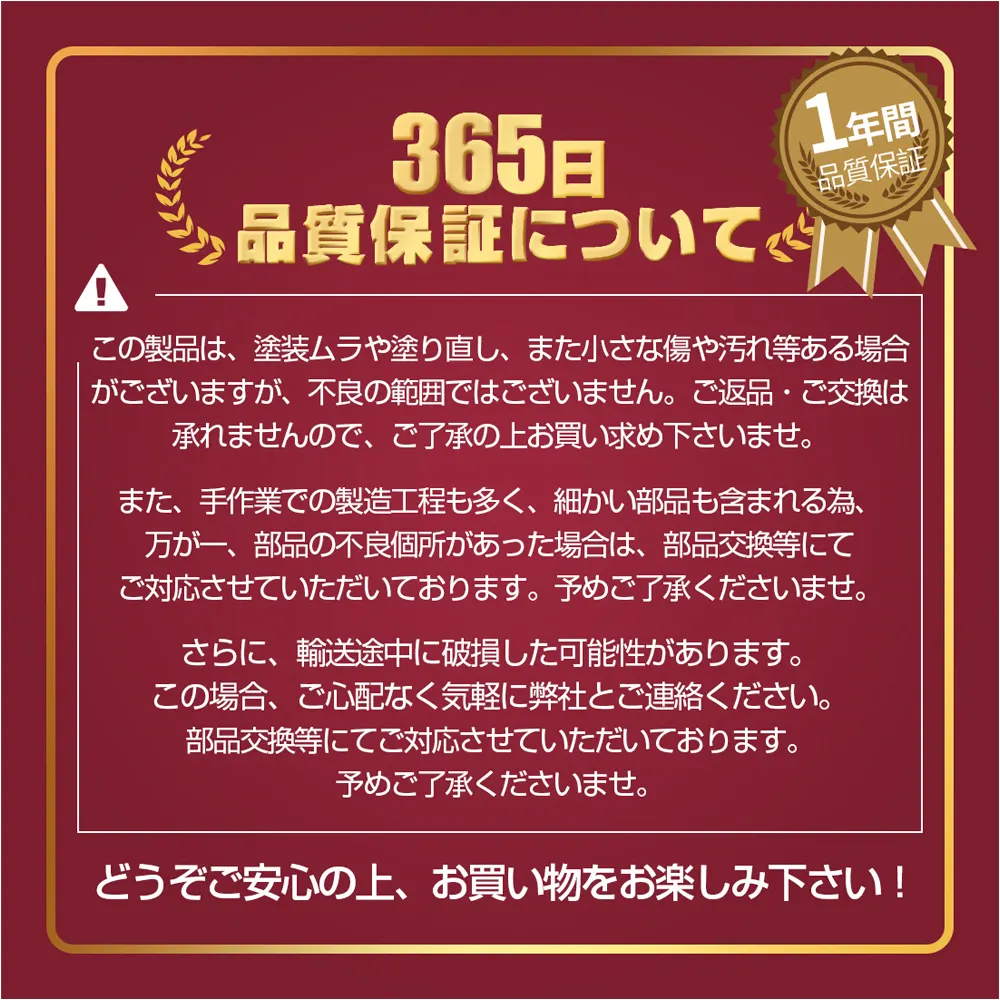 365日
品質保証について
1年間
品質保証
この製品は、塗装ムラや塗り直し、また小さな傷や汚れ等ある場合
がございますが、不良の範囲ではございません。ご返品・ご交換は
承れませんので、ご了承の上お買い求め下さいませ。
また、手作業での製造工程も多く、細かい部品も含まれる為、
万が一、部品の不良個所があった場合は、部品交換等にて
ご対応させていただいております。予めご了承くださいませ。
さらに、輸送途中に破損した可能性があります。
この場合、ご心配なく気軽に弊社とご連絡ください。
部品交換等にてご対応させていただいております。
予めご了承くださいませ。
どうぞご安心の上、お買い物をお楽しみ下さい！